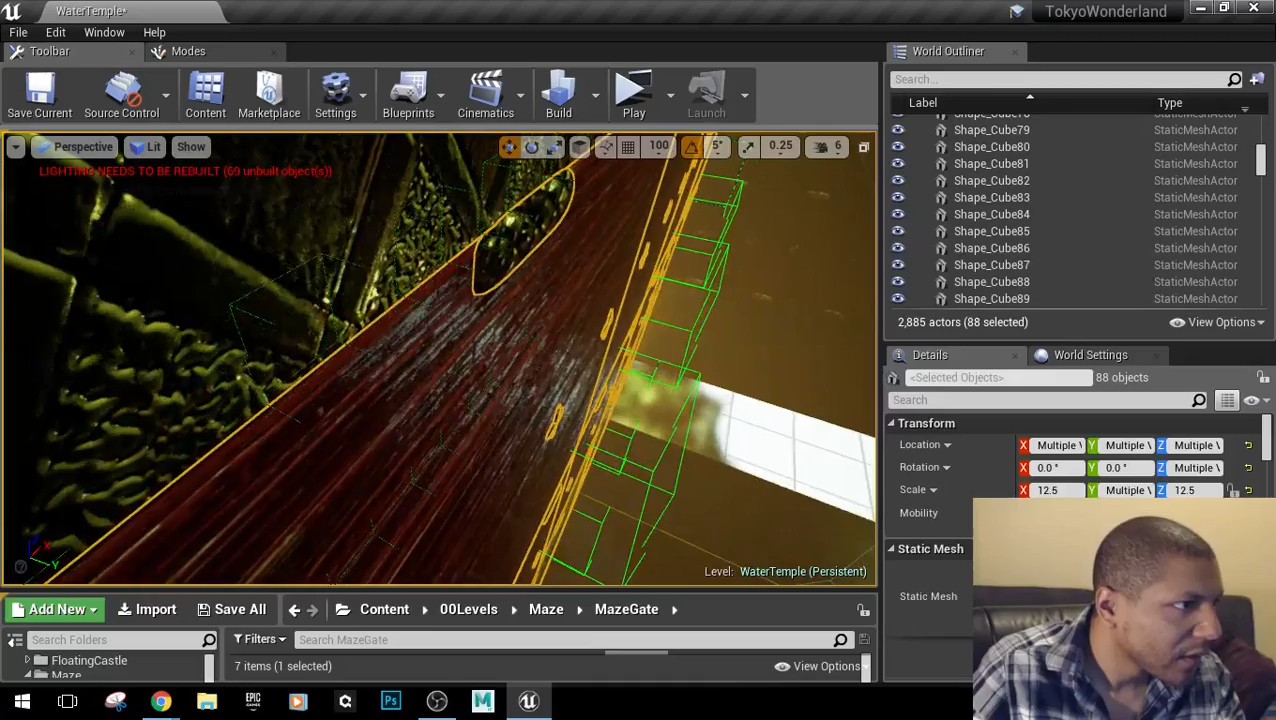 WaterTemple*
TokyoWonderland
File Edit Window Help
Toolbar Modes
World Outliner
Save Current Source Control Content Marketplace Settings Blueprints Cinematics Build Play Launch
Search...
Label Type
Shape_Cube79 StaticMeshActor
Shape_Cube80 StaticMeshActor
Shape_Cube81 StaticMeshActor
Shape_Cube82 StaticMeshActor
Shape_Cube83 StaticMeshActor
Shape_Cube84 StaticMeshActor
Shape_Cube85 StaticMeshActor
Shape_Cube86 StaticMeshActor
Shape_Cube87 StaticMeshActor
Shape_Cube88 StaticMeshActor
Shape_Cube89 StaticMeshActor
2,885 actors (88 selected) View Options
Perspective Lit Show 100 5° 0.25 6
LIGHTING NEEDS TO BE REBUILT (69 unbuilt object(s))
Z X Y
Level: WaterTemple (Persistent)
Details World Settings
<Selected Objects> 88 objects
Search
Transform
Location X Multiple Y Multiple Z Multiple
Rotation 0.0 ° 0.0 ° Multiple
Scale X 12.5 Y Multiple Z 12.5
Mobility
Static Mesh
Static Mesh
Add New Import Save All Content 00Levels Maze MazeGate
Search Folders Filters Search MazeGate
FloatingCastle
Maze
7 items (1 selected) View Options
EPIC GAMES Ps M